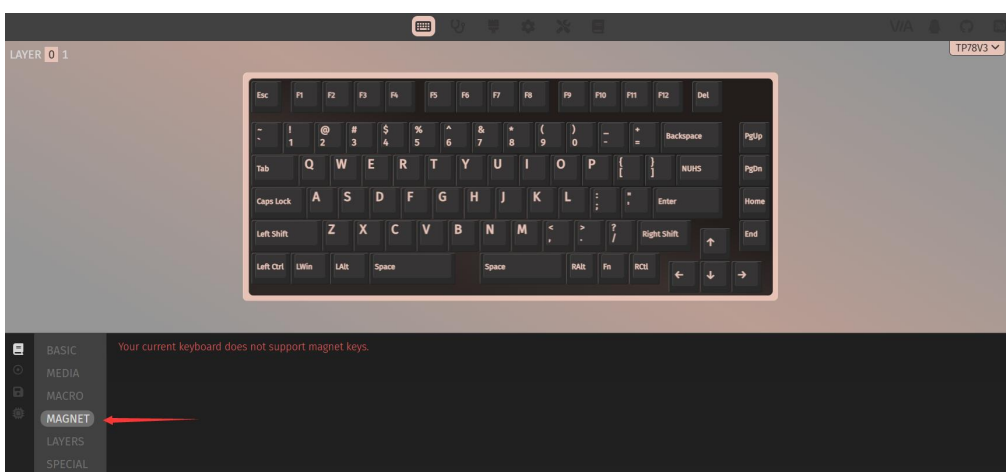 VIA
LAYER 0 1
TP78V3
Esc F1 F2 F3 F4 F5 F6 F7 F8 F9 F10 F11 F12 Del
~ ! @ # $ % ^ & * ( ) _ + Backspace PgUp
` 1 2 3 4 5 6 7 8 9 0 - =
Tab Q W E R T Y U I O P { } NUHS PgDn
[ ]
Caps Lock A S D F G H J K L : " Enter Home
; '
Left Shift Z X C V B N M < > ? Right Shift ↑ End
, . /
Left Ctrl LWin LAlt Space Space RAlt Fn RCtl ← ↓ →
BASIC
Your current keyboard does not support magnet keys.
MEDIA
MACRO
MAGNET
LAYERS
SPECIAL